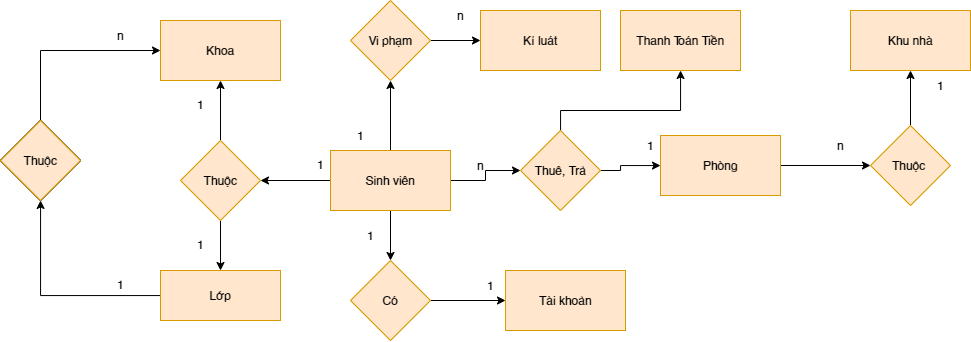 n
Khoa
Vi phạm
n
Kỉ luật
Thanh Toán Tiền
Khu nhà
1
1
1
Thuộc
Thuộc
1
Sinh viên
n
Thuê, Trả
1
Phòng
n
Thuộc
1
1
1
Lớp
Có
1
Tài khoản